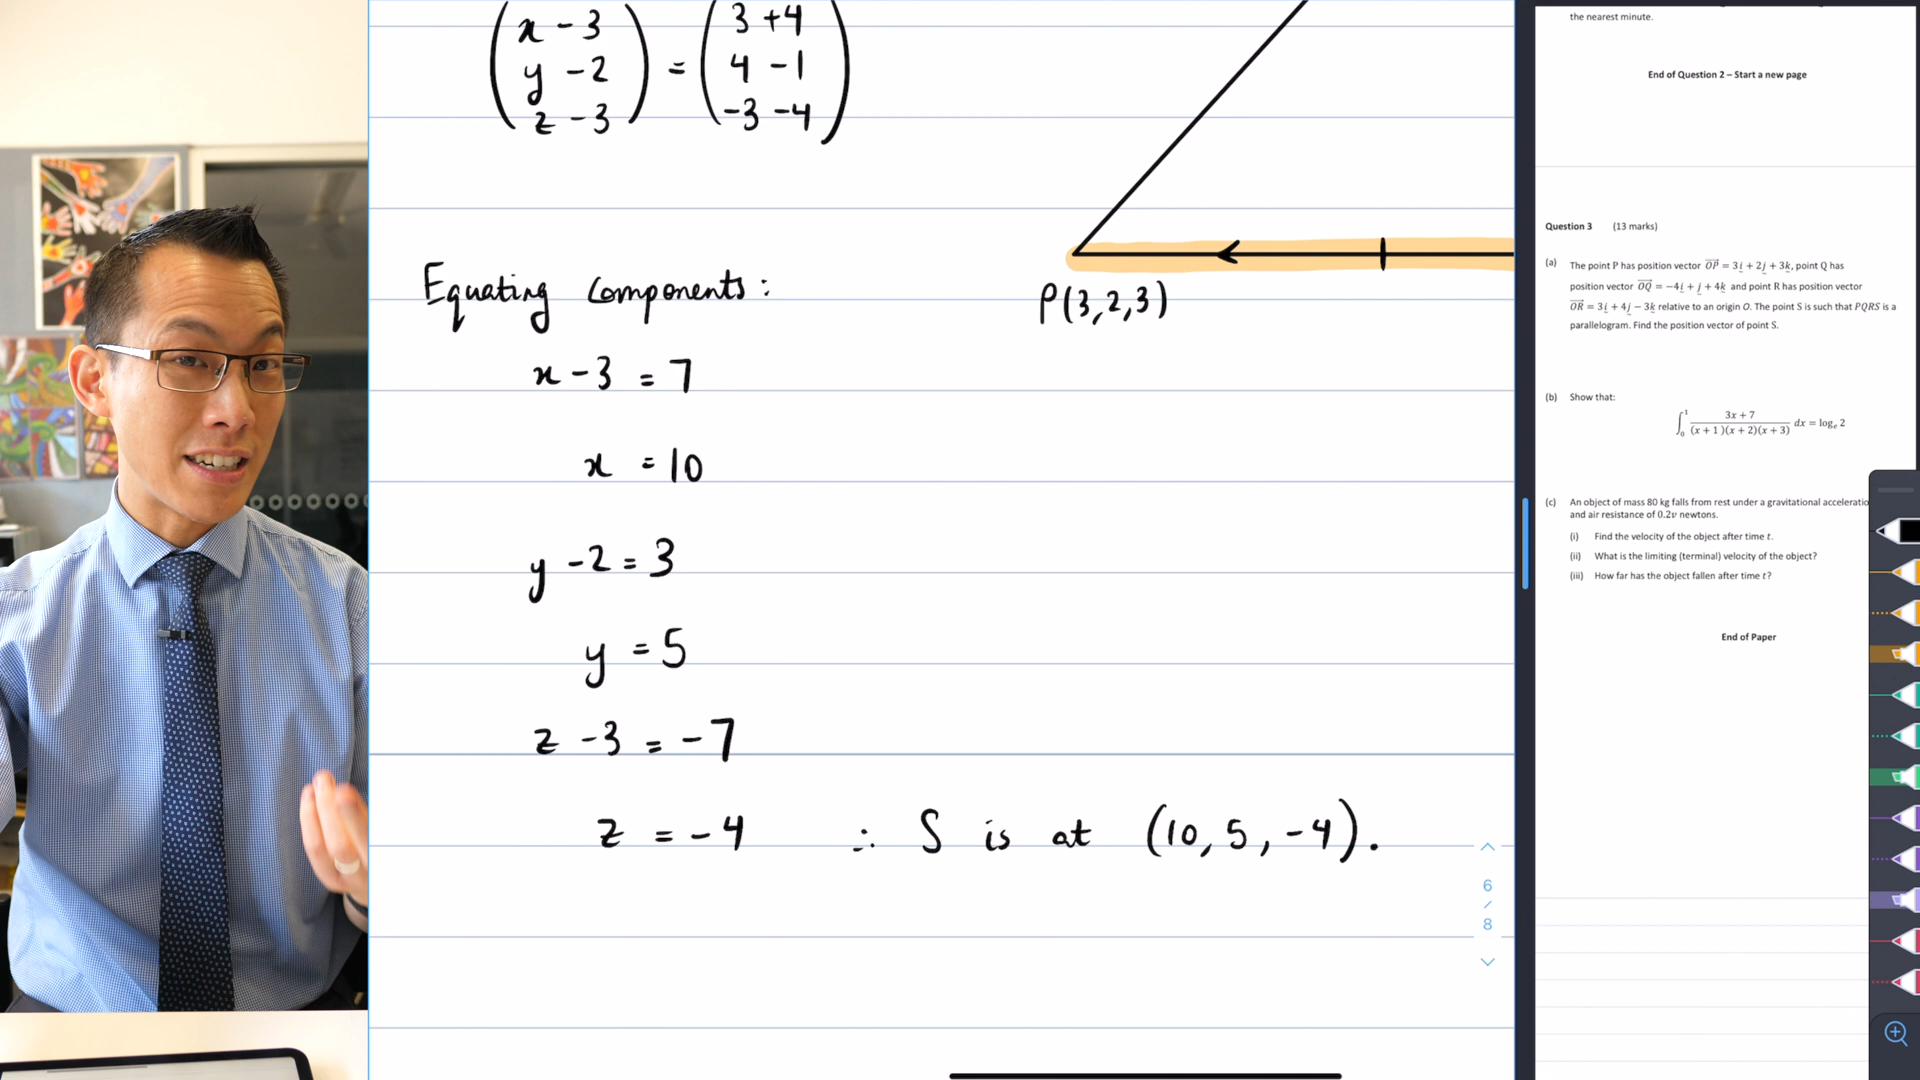 x - 3
y - 2
z - 3
=
3 + 4
4 - 1
-3 - 4
Equating components:
x - 3 = 7
x = 10
y - 2 = 3
y = 5
z - 3 = -7
z = -4 ∴ S is at (10, 5, -4).
P(3,2,3)
6
/
8
the nearest minute.
End of Question 2 – Start a new page
Question 3 (13 marks)
(a) The point P has position vector OP = 3i + 2j + 3k, point Q has
position vector OQ = −4i + j + 4k and point R has position vector
OR = 3i + 4j − 3k relative to an origin O. The point S is such that PQRS is a
parallelogram. Find the position vector of point S.
(b) Show that:
∫₀¹ (3x + 7)/((x + 1)(x + 2)(x + 3)) dx = logₑ 2
(c) An object of mass 80 kg falls from rest under a gravitational
and air resistance of 0.2v newtons.
(i) Find the velocity of the object after time t.
(ii) What is the limiting (terminal) velocity of the object?
(iii) How far has the object fallen after time t?
End of Paper